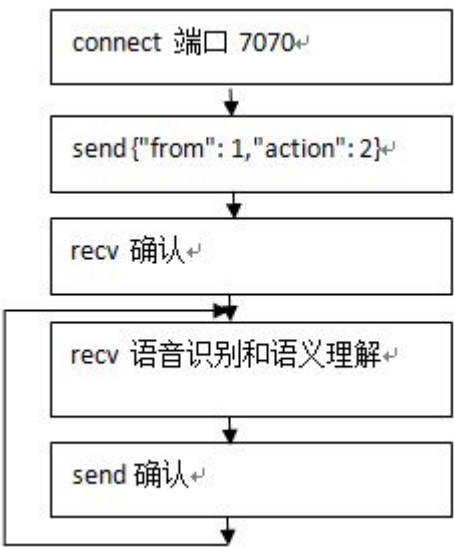 connect 端口 7070
send {"from": 1,"action": 2}
recv 确认
recv 语音识别和语义理解
send 确认